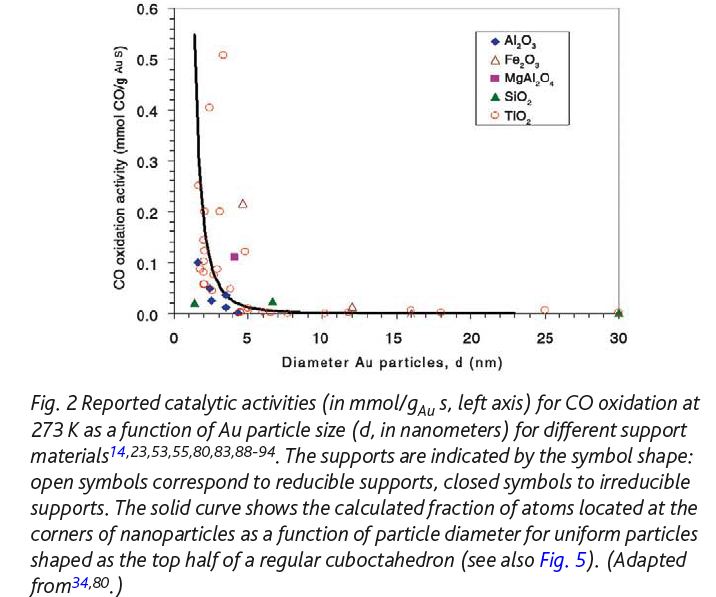 0.6
0.5
0.4
0.3
0.2
0.1
0.0
CO oxidation activity (mmol CO/g Au S)
Al₂O₃
Fe₂O₃
MgAl₂O₄
SiO₂
TiO₂
0 5 10 15 20 25 30
Diameter Au particles, d (nm)
Fig. 2 Reported catalytic activities (in mmol/gAu s, left axis) for CO oxidation at
273 K as a function of Au particle size (d, in nanometers) for different support
materials14,23,53,55,80,83,88-94. The supports are indicated by the symbol shape:
open symbols correspond to reducible supports, closed symbols to irreducible
supports. The solid curve shows the calculated fraction of atoms located at the
corners of nanoparticles as a function of particle diameter for uniform particles
shaped as the top half of a regular cuboctahedron (see also Fig. 5). (Adapted
from34,80.)